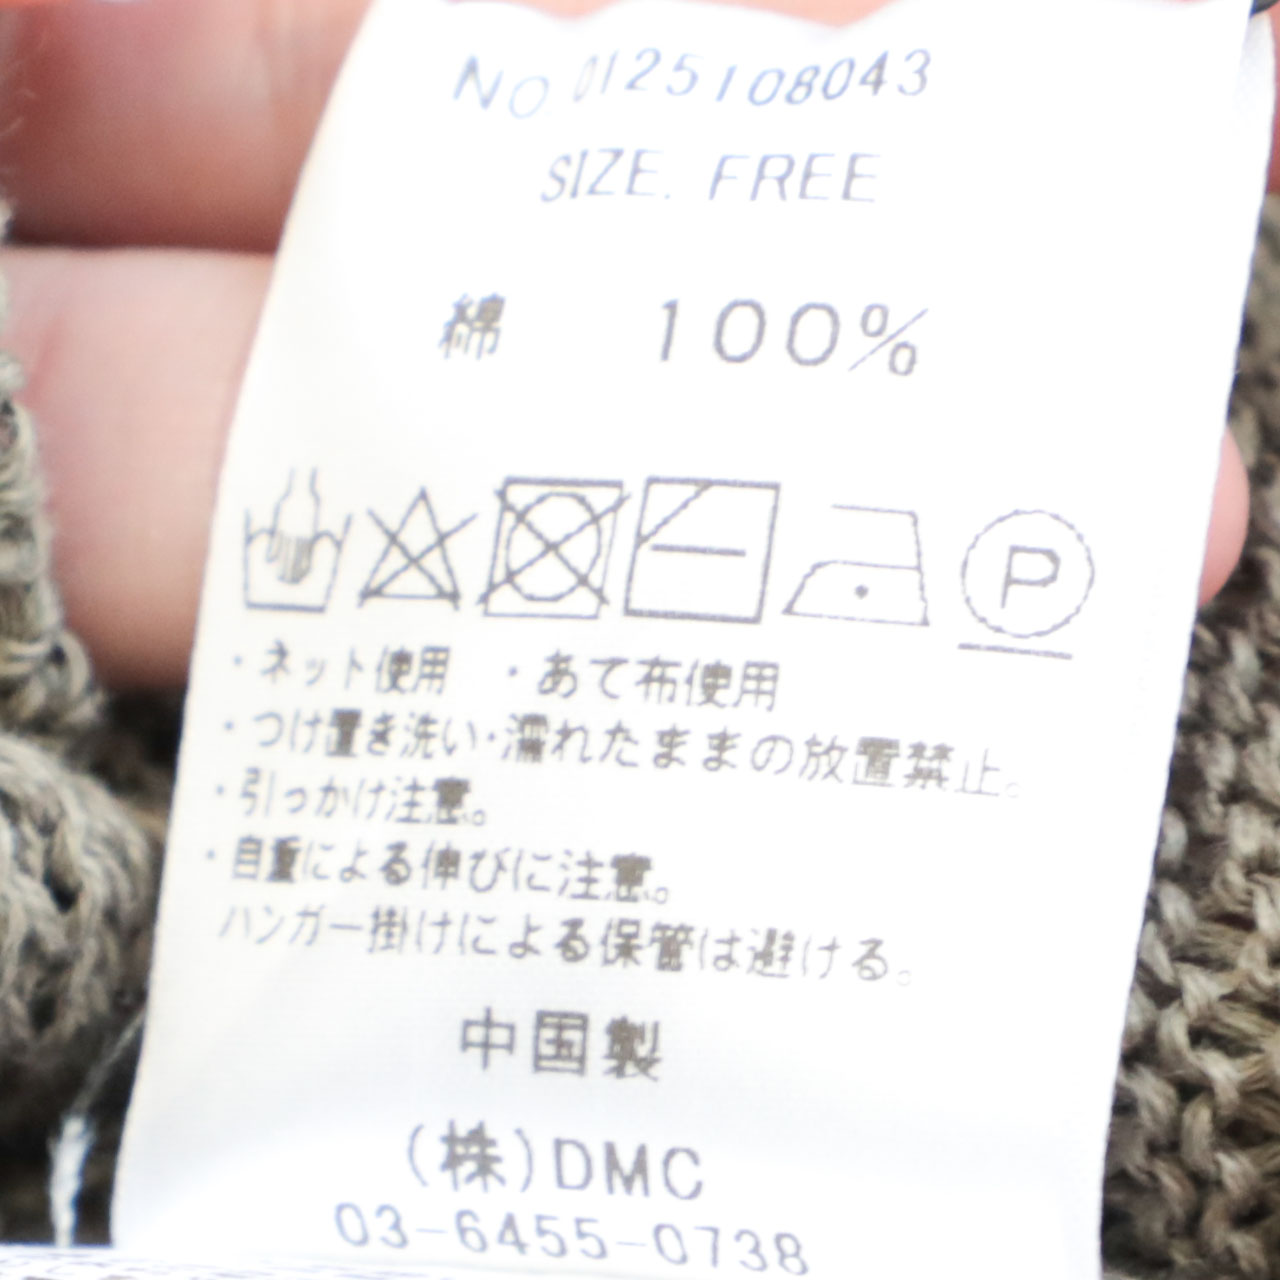 NO.0125108043
SIZE. FREE
綿 100%
P
・ネット使用 ・あて布使用
・つけ置き洗い・濡れたままの放置禁止。
・引っかけ注意。
・自重による伸びに注意。
ハンガー掛けによる保管は避ける。
中国製
(株)DMC
03-6455-0738